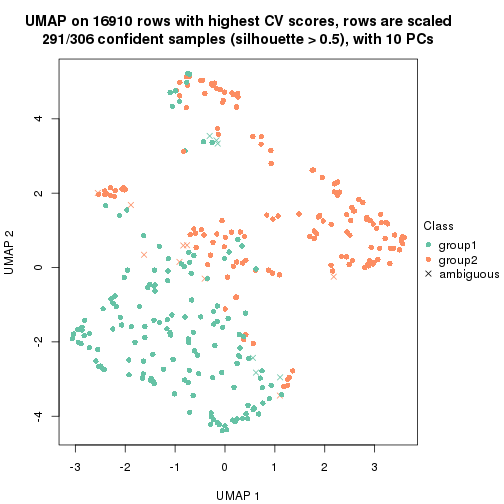 UMAP on 16910 rows with highest CV scores, rows are scaled
291/306 confident samples (silhouette > 0.5), with 10 PCs
4
2
0
-2
-4
UMAP 2
-3
-2
-1
0
1
2
3
UMAP 1
Class
group1
group2
ambiguous